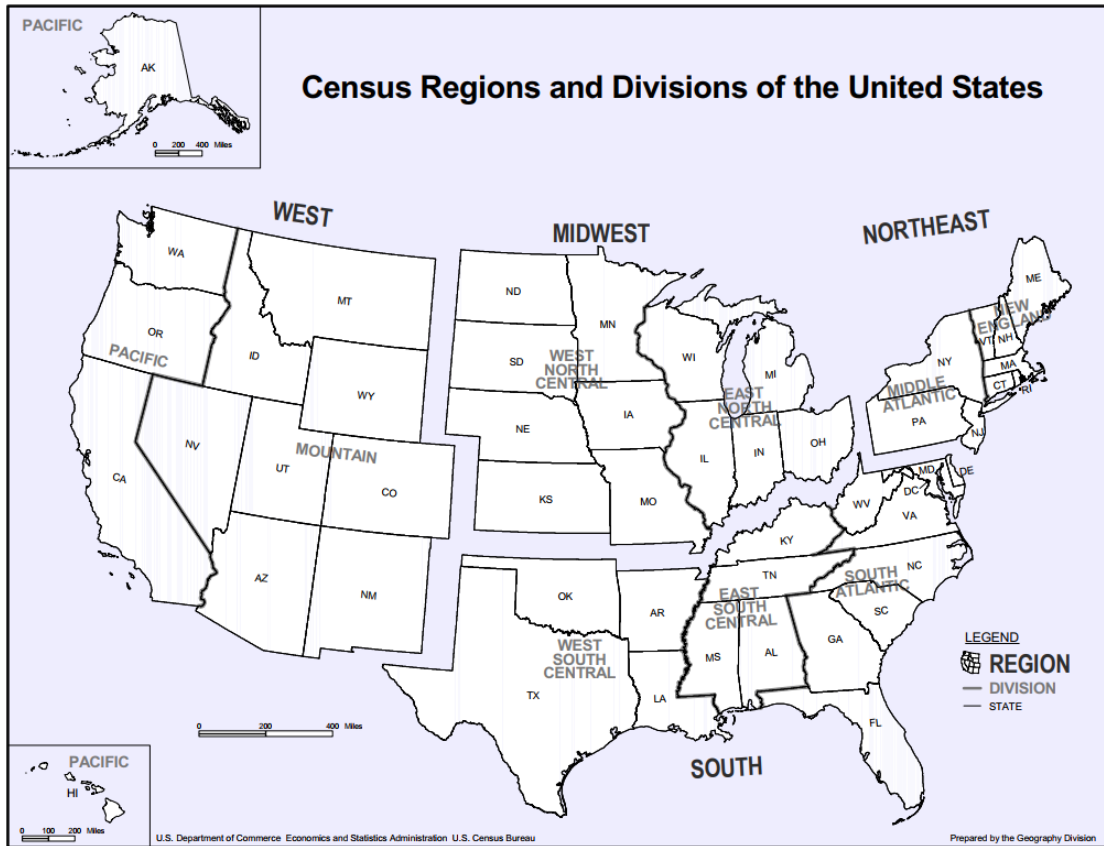 PACIFIC
AK
0 200 400 Miles
Census Regions and Divisions of the United States
WEST
MIDWEST
NORTHEAST
WA
MT
ND
MN
ME
OR
ID
SD
WI
MI
NY
VT
NH
NEW
ENGLAND
PACIFIC
WY
WEST
NORTH
CENTRAL
MA
CT
RI
NE
IA
EAST
NORTH
CENTRAL
MIDDLE
ATLANTIC
PA
NJ
NV
UT
MOUNTAIN
CO
CA
KS
MO
IL
IN
OH
MD
DE
DC
WV
VA
KY
AZ
NM
OK
AR
TN
NC
EAST
SOUTH
CENTRAL
SOUTH
ATLANTIC
SC
WEST
SOUTH
CENTRAL
MS
AL
GA
TX
LA
FL
LEGEND
REGION
DIVISION
STATE
0 200 400 Miles
SOUTH
PACIFIC
HI
0 100 200 Miles
U.S. Department of Commerce Economics and Statistics Administration U.S. Census Bureau
Prepared by the Geography Division